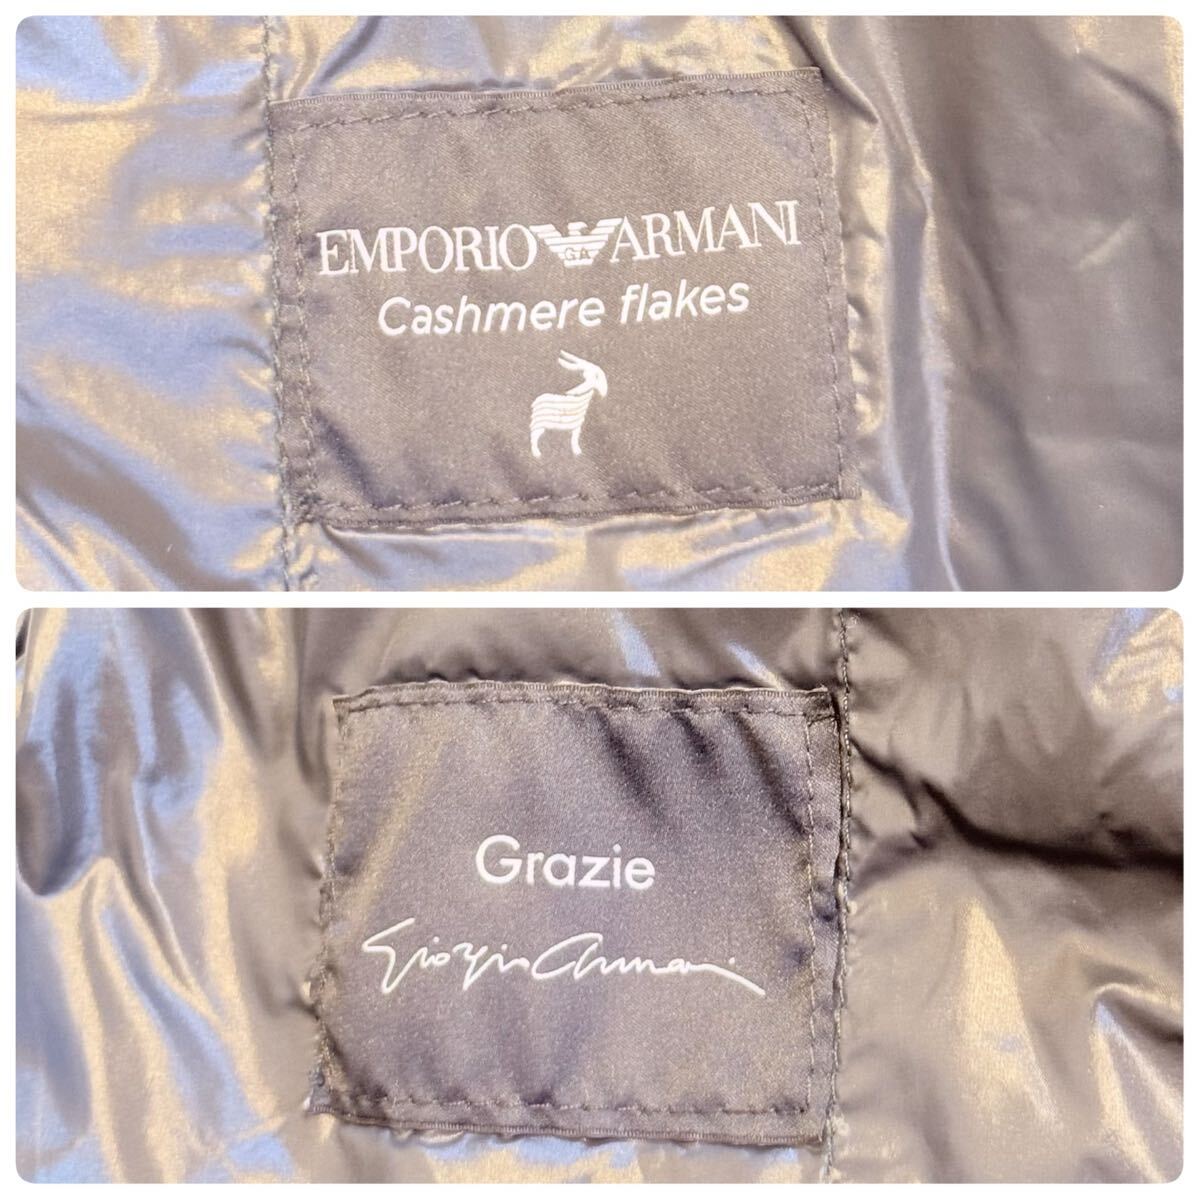 EMPORIO GA ARMANI
Cashmere flakes
Grazie
Giorgio Armani